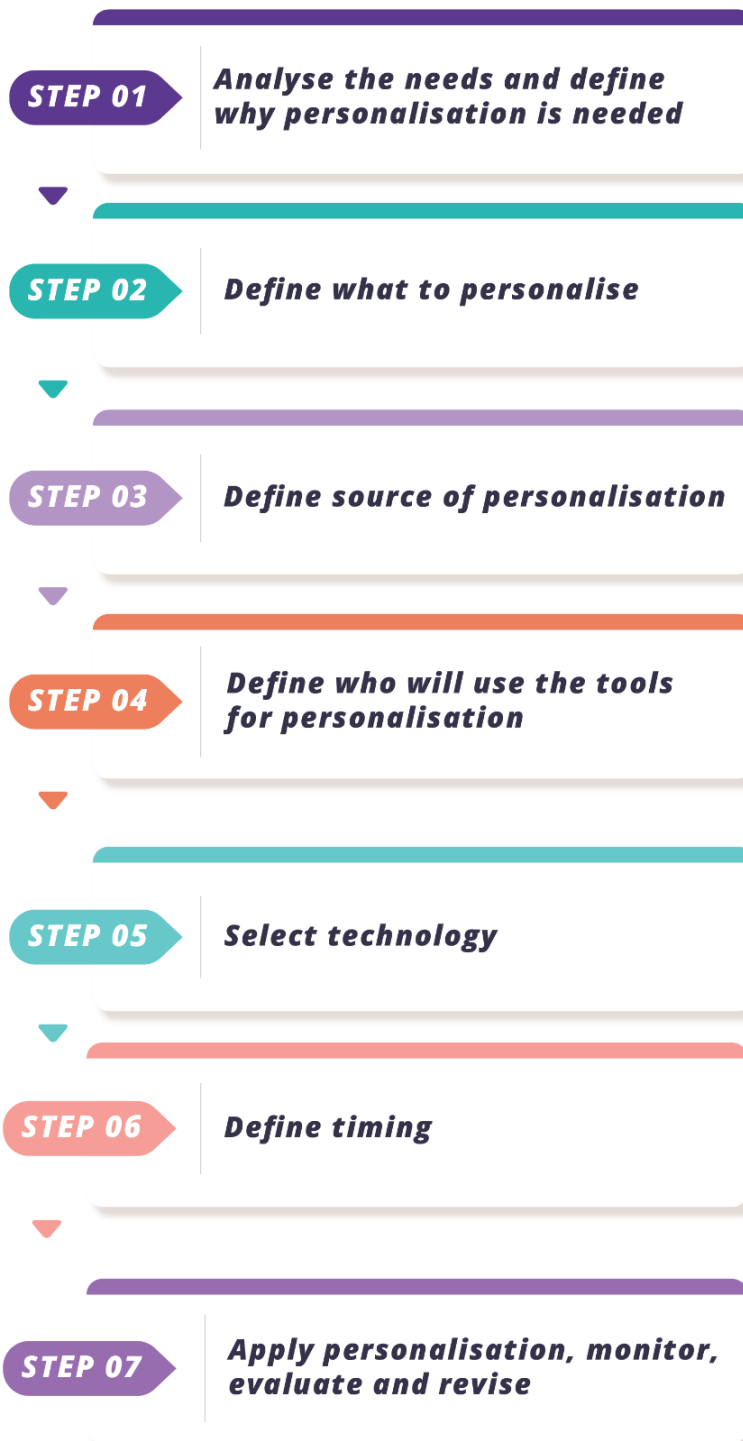 STEP 01
Analyse the needs and define
why personalisation is needed
STEP 02
Define what to personalise
STEP 03
Define source of personalisation
STEP 04
Define who will use the tools
for personalisation
STEP 05
Select technology
STEP 06
Define timing
STEP 07
Apply personalisation, monitor,
evaluate and revise